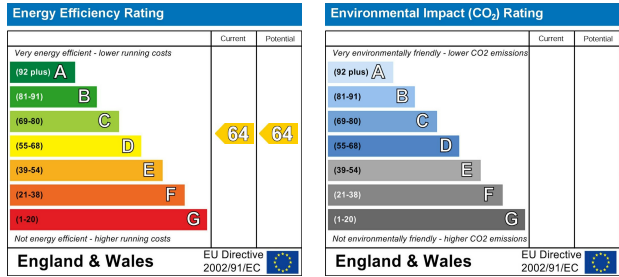 Energy Efficiency Rating
Current Potential
Very energy efficient - lower running costs
(92 plus) A
(81-91) B
(69-80) C
(55-68) D
(39-54) E
(21-38) F
(1-20) G
64 64
Not energy efficient - higher running costs
England & Wales
EU Directive
2002/91/EC
Environmental Impact (CO₂) Rating
Current Potential
Very environmentally friendly - lower CO2 emissions
(92 plus) A
(81-91) B
(69-80) C
(55-68) D
(39-54) E
(21-38) F
(1-20) G
Not environmentally friendly - higher CO2 emissions
England & Wales
EU Directive
2002/91/EC